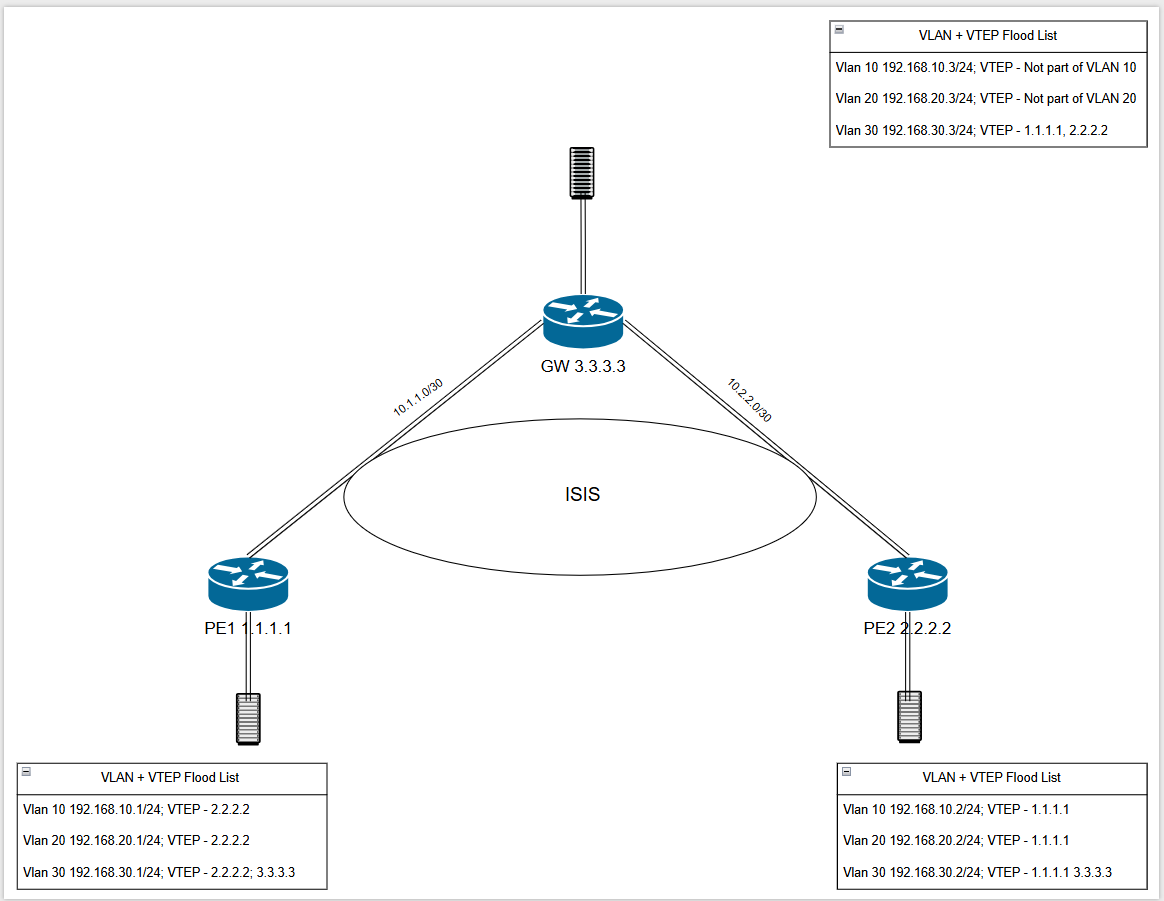 VLAN + VTEP Flood List
Vlan 10 192.168.10.3/24; VTEP - Not part of VLAN 10
Vlan 20 192.168.20.3/24; VTEP - Not part of VLAN 20
Vlan 30 192.168.30.3/24; VTEP - 1.1.1.1, 2.2.2.2
GW 3.3.3.3
10.1.1.0/30
10.2.2.0/30
ISIS
PE1 1.1.1.1
PE2 2.2.2.2
VLAN + VTEP Flood List
Vlan 10 192.168.10.1/24; VTEP - 2.2.2.2
Vlan 20 192.168.20.1/24; VTEP - 2.2.2.2
Vlan 30 192.168.30.1/24; VTEP - 2.2.2.2; 3.3.3.3
VLAN + VTEP Flood List
Vlan 10 192.168.10.2/24; VTEP - 1.1.1.1
Vlan 20 192.168.20.2/24; VTEP - 1.1.1.1
Vlan 30 192.168.30.2/24; VTEP - 1.1.1.1 3.3.3.3